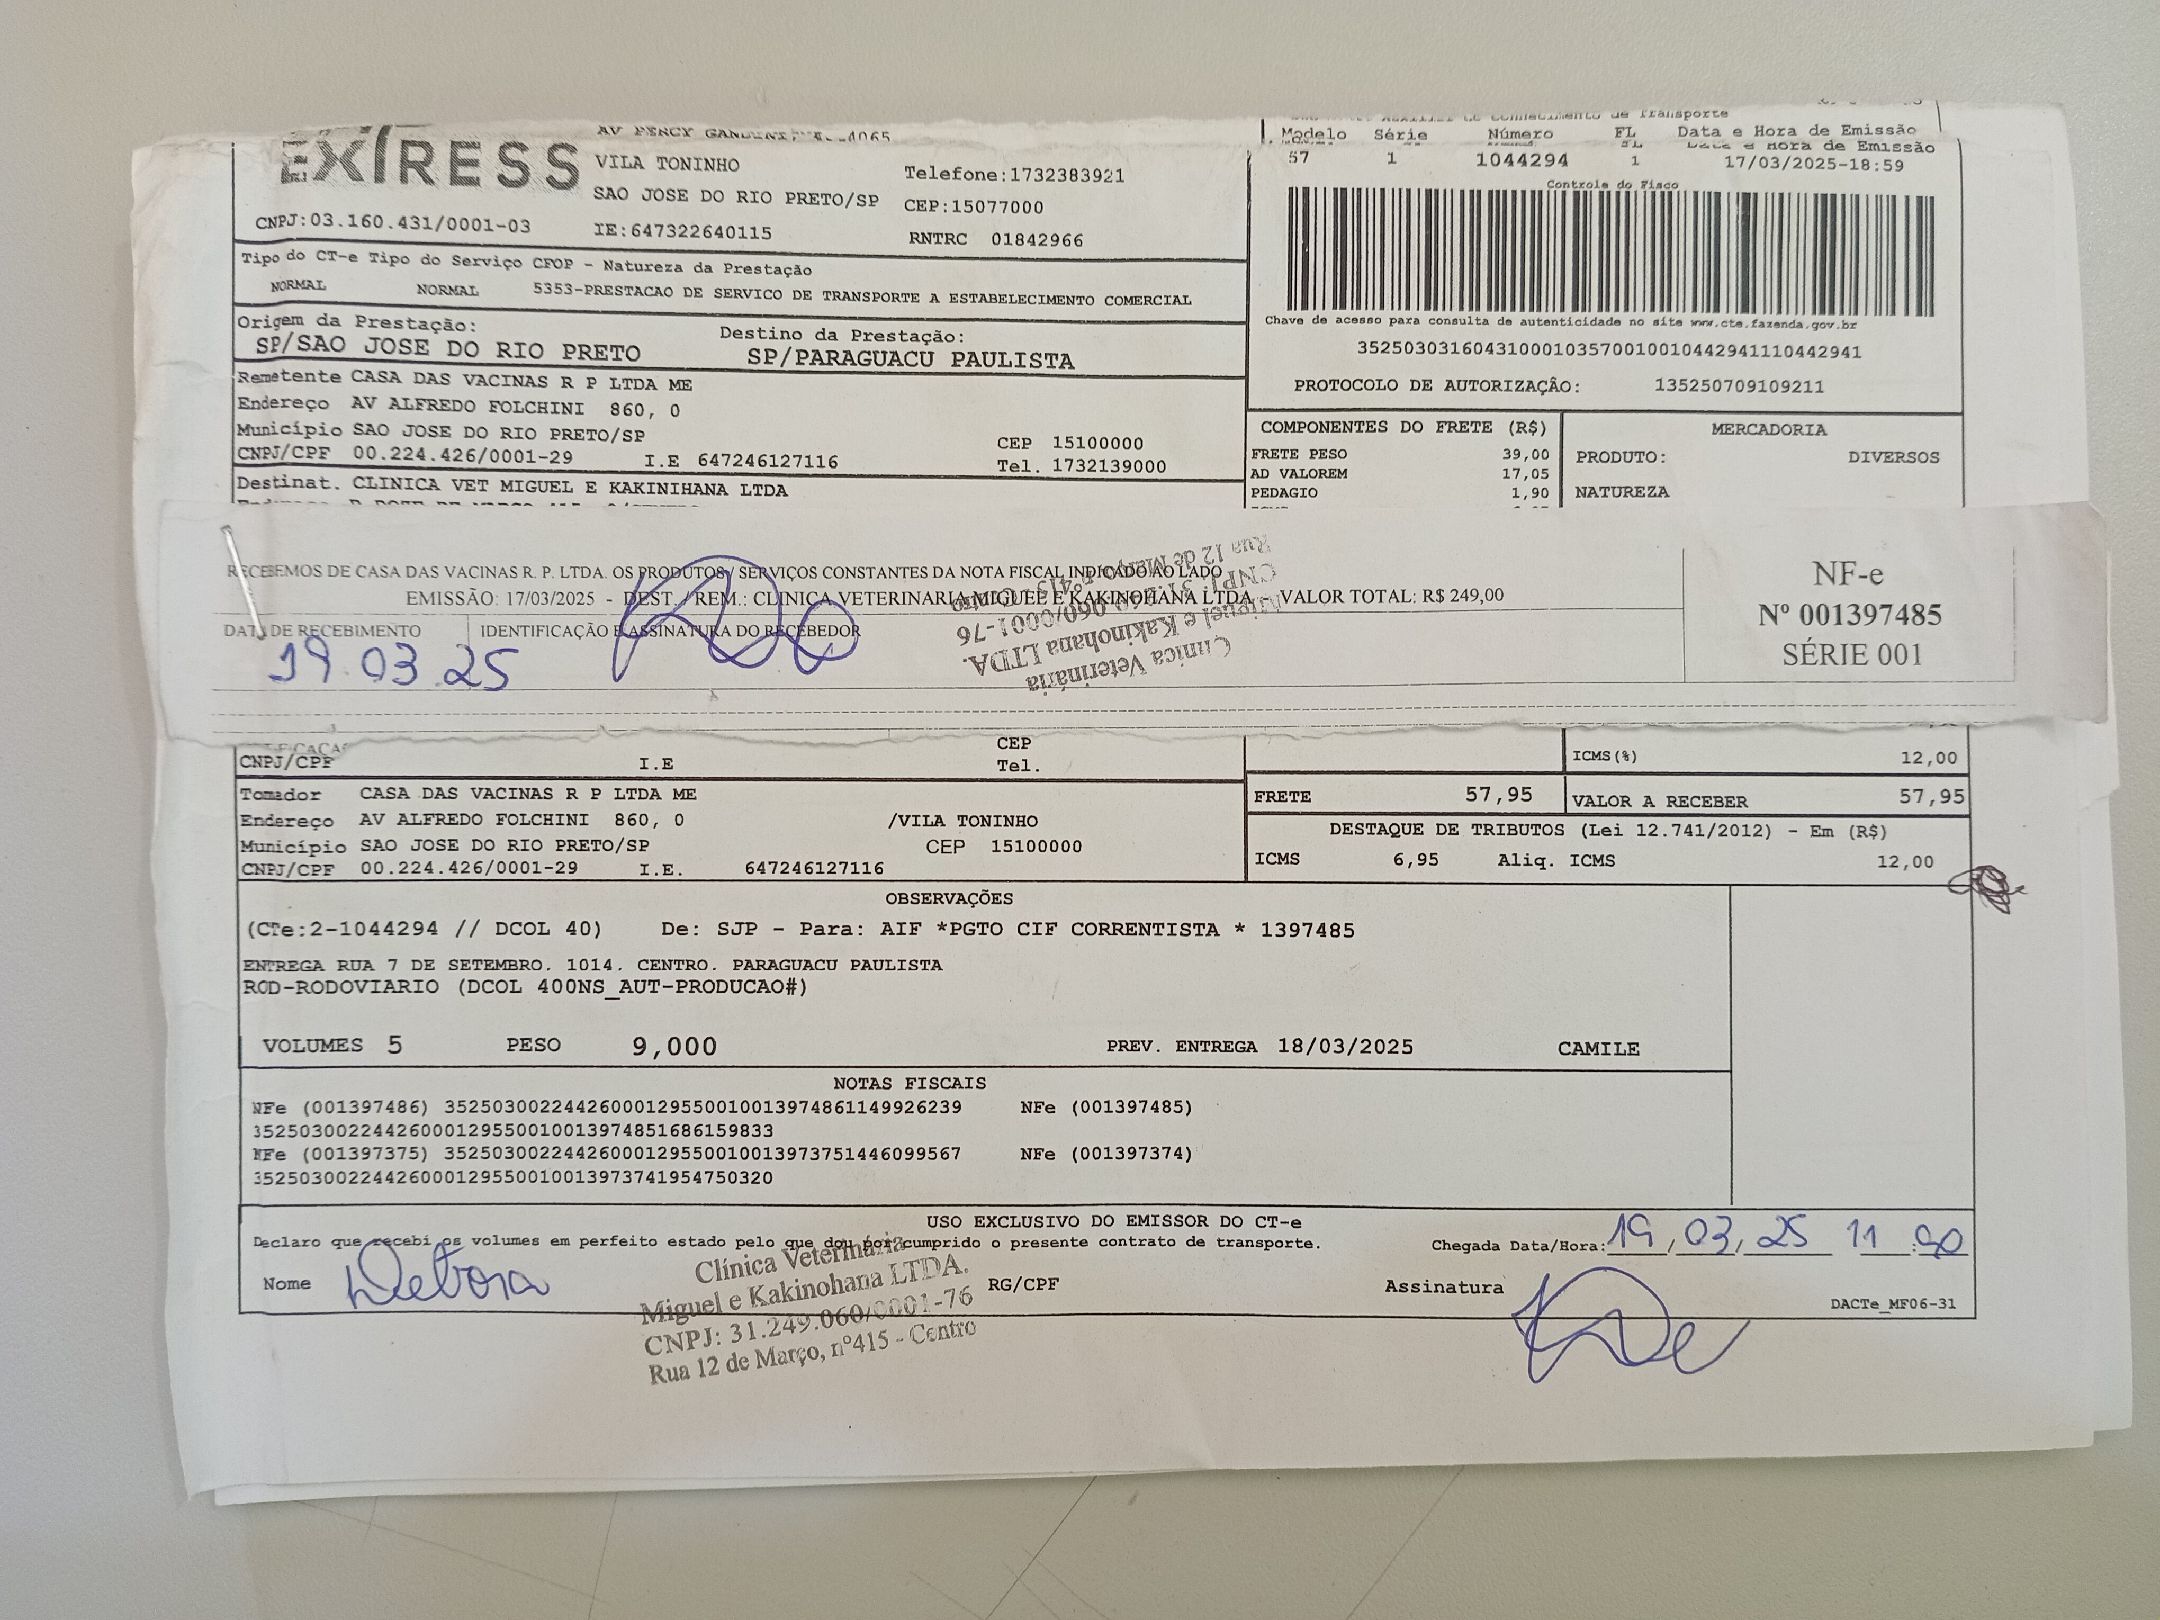 EXPRESS
VILA TONINHO
SAO JOSE DO RIO PRETO/SP
Telefone:1732383921
CEP:15077000
CNPJ:03.160.431/0001-03 IE:647322640115 RNTRC 01842966
Tipo do CT-e Tipo do Serviço CFOP - Natureza da Prestação
NORMAL NORMAL 5353-PRESTACAO DE SERVICO DE TRANSPORTE A ESTABELECIMENTO COMERCIAL
Origem da Prestação: Destino da Prestação:
SP/SAO JOSE DO RIO PRETO SP/PARAGUACU PAULISTA
Modelo Série Número FL Data e Hora de Emissão
57 1 1044294 1 17/03/2025-18:59
Controle do Fisco
Chave de acesso para consulta de autenticidade no site www.cte.fazenda.gov.br
35250303160431000103570010010442941110442941
PROTOCOLO DE AUTORIZAÇÃO: 135250709109211
Remetente CASA DAS VACINAS R P LTDA ME
Endereço AV ALFREDO FOLCHINI 860, 0
Município SAO JOSE DO RIO PRETO/SP CEP 15100000
CNPJ/CPF 00.224.426/0001-29 I.E 647246127116 Tel. 1732139000
Destinat. CLINICA VET MIGUEL E KAKINIHANA LTDA
COMPONENTES DO FRETE (R$) MERCADORIA
FRETE PESO 39,00 PRODUTO: DIVERSOS
AD VALOREM 17,05
PEDAGIO 1,90 NATUREZA
RECEBEMOS DE CASA DAS VACINAS R. P. LTDA. OS PRODUTOS / SERVIÇOS CONSTANTES DA NOTA FISCAL INDICADO AO LADO
EMISSÃO: 17/03/2025 - DEST. / REM.: CLINICA VETERINARIA MIGUEL E KAKINOHANA LTDA - VALOR TOTAL: R$ 249,00
DATA DE RECEBIMENTO IDENTIFICAÇÃO E ASSINATURA DO RECEBEDOR
19.03.25
Clínica Veterinária
Miguel e Kakinohana LTDA.
NF-e
Nº 001397485
SÉRIE 001
CNPJ/CPF I.E CEP
Tel.
ICMS(%) 12,00
Tomador CASA DAS VACINAS R P LTDA ME
Endereço AV ALFREDO FOLCHINI 860, 0 /VILA TONINHO
Município SAO JOSE DO RIO PRETO/SP CEP 15100000
CNPJ/CPF 00.224.426/0001-29 I.E. 647246127116
FRETE 57,95 VALOR A RECEBER 57,95
DESTAQUE DE TRIBUTOS (Lei 12.741/2012) - Em (R$)
ICMS 6,95 Aliq. ICMS 12,00
OBSERVAÇÕES
(CTe:2-1044294 // DCOL 40) De: SJP - Para: AIF *PGTO CIF CORRENTISTA * 1397485
ENTREGA RUA 7 DE SETEMBRO. 1014. CENTRO. PARAGUACU PAULISTA
ROD-RODOVIARIO (DCOL 400NS_AUT-PRODUCAO#)
VOLUMES 5 PESO 9,000 PREV. ENTREGA 18/03/2025 CAMILE
NOTAS FISCAIS
NFe (001397486) 35250300224426000129550010013974861149926239 NFe (001397485)
35250300224426000129550010013974851686159833
NFe (001397375) 35250300224426000129550010013973751446099567 NFe (001397374)
35250300224426000129550010013973741954750320
USO EXCLUSIVO DO EMISSOR DO CT-e
Declaro que recebi os volumes em perfeito estado pelo que dou por cumprido o presente contrato de transporte.
Chegada Data/Hora: 19,03,25 11
Nome Debora RG/CPF Assinatura
DACTe_MF06-31
Clínica Veterinária
Miguel e Kakinohana LTDA.
CNPJ: 31.249.060/0001-76
Rua 12 de Março, nº415 - Centro